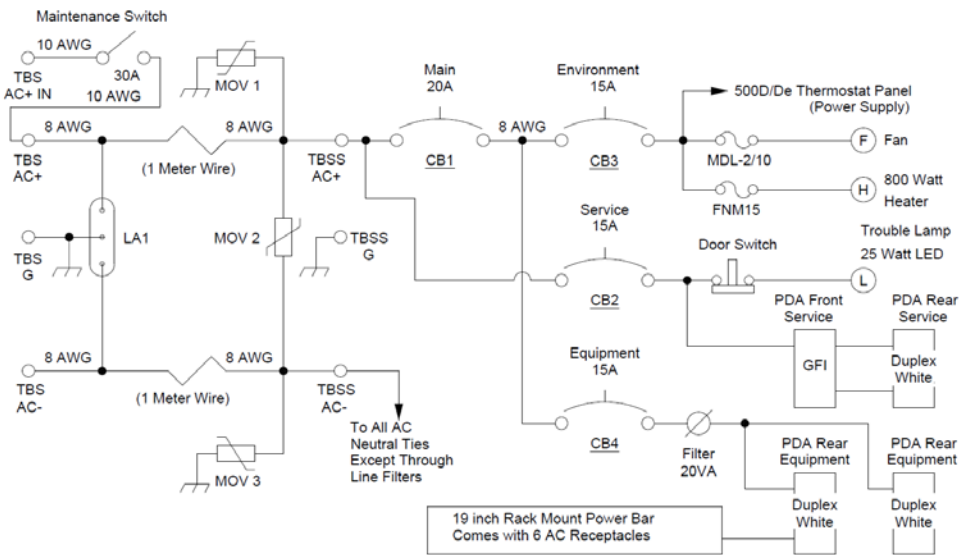 Maintenance Switch
10 AWG
TBS
AC+ IN
30A
10 AWG
8 AWG
TBS
AC+
8 AWG
(1 Meter Wire)
MOV 1
TBSS
AC+
Main
20A
CB1
8 AWG
Environment
15A
CB3
500D/De Thermostat Panel
(Power Supply)
MDL-2/10
F
Fan
FNM15
H
800 Watt
Heater
TBS
G
LA1
MOV 2
TBSS
G
Service
15A
CB2
Door Switch
Trouble Lamp
25 Watt LED
L
PDA Front
Service
GFI
PDA Rear
Service
Duplex
White
8 AWG
TBS
AC-
8 AWG
(1 Meter Wire)
TBSS
AC-
To All AC
Neutral Ties
Except Through
Line Filters
MOV 3
Equipment
15A
CB4
Filter
20VA
PDA Rear
Equipment
Duplex
White
PDA Rear
Equipment
Duplex
White
19 inch Rack Mount Power Bar
Comes with 6 AC Receptacles